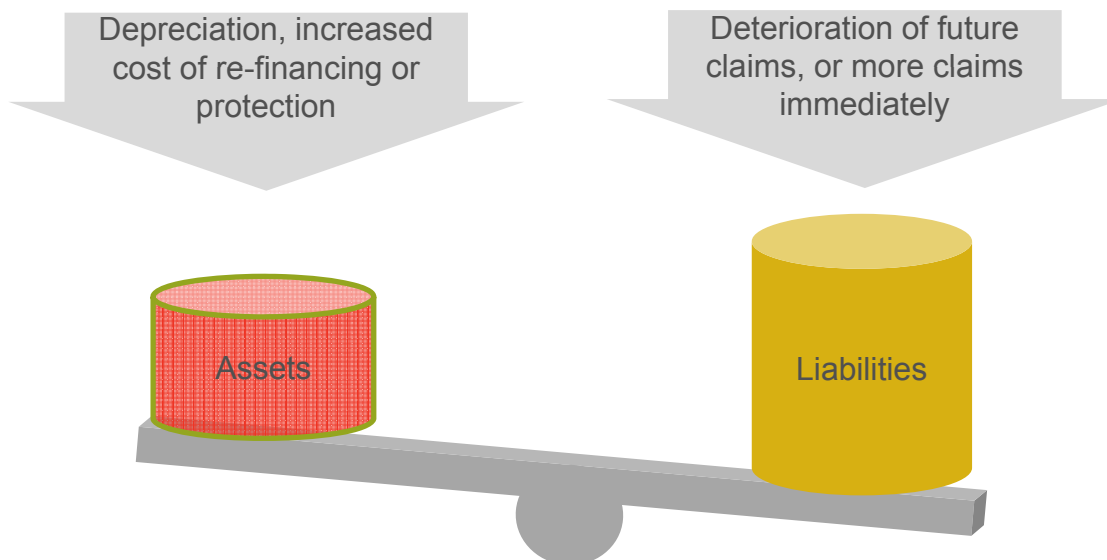 Depreciation, increased
cost of re-financing or
protection
Deterioration of future
claims, or more claims
immediately
Assets
Liabilities